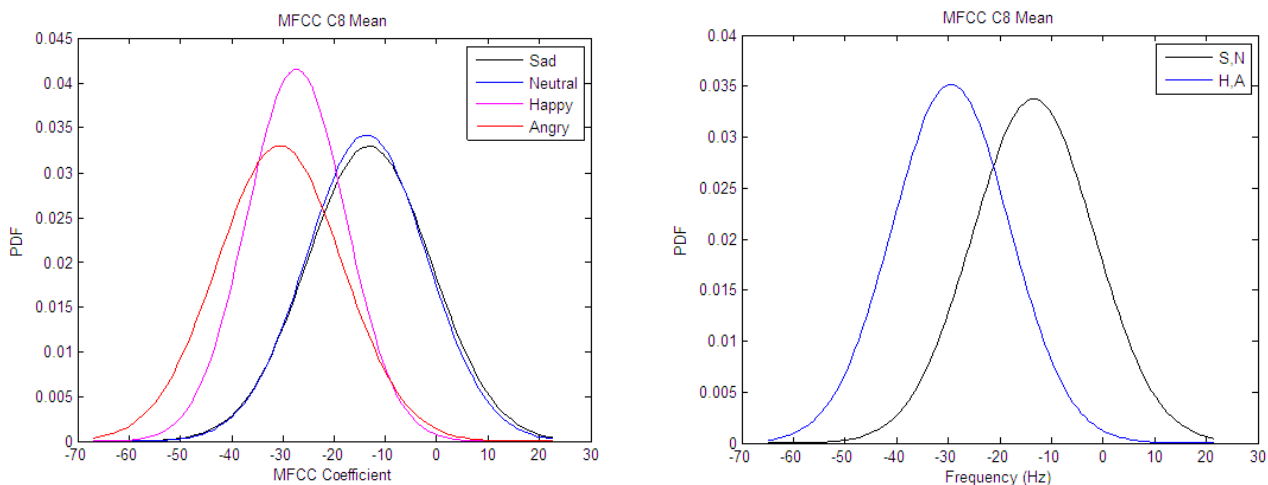 MFCC C8 Mean
0.045
0.04
0.035
0.03
0.025
0.02
0.015
0.01
0.005
0
PDF
Sad
Neutral
Happy
Angry
-70 -60 -50 -40 -30 -20 -10 0 10 20 30
MFCC Coefficient
MFCC C8 Mean
0.04
0.035
0.03
0.025
0.02
0.015
0.01
0.005
0
PDF
S,N
H,A
-70 -60 -50 -40 -30 -20 -10 0 10 20 30
Frequency (Hz)